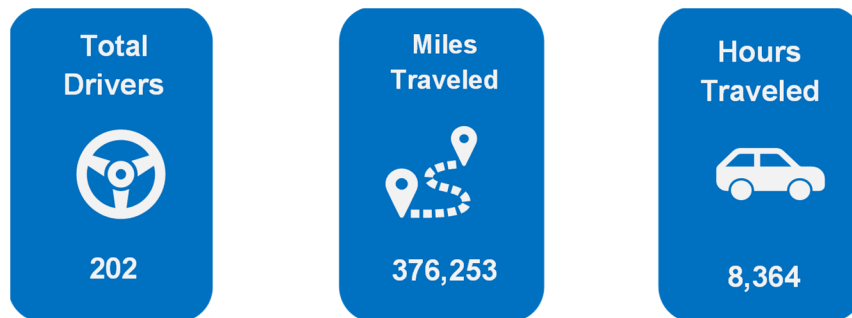 Total
Drivers
202
Miles
Traveled
376,253
Hours
Traveled
8,364